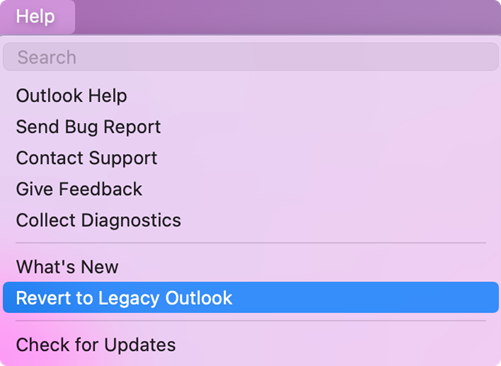 Help
Search
Outlook Help
Send Bug Report
Contact Support
Give Feedback
Collect Diagnostics
What's New
Revert to Legacy Outlook
Check for Updates